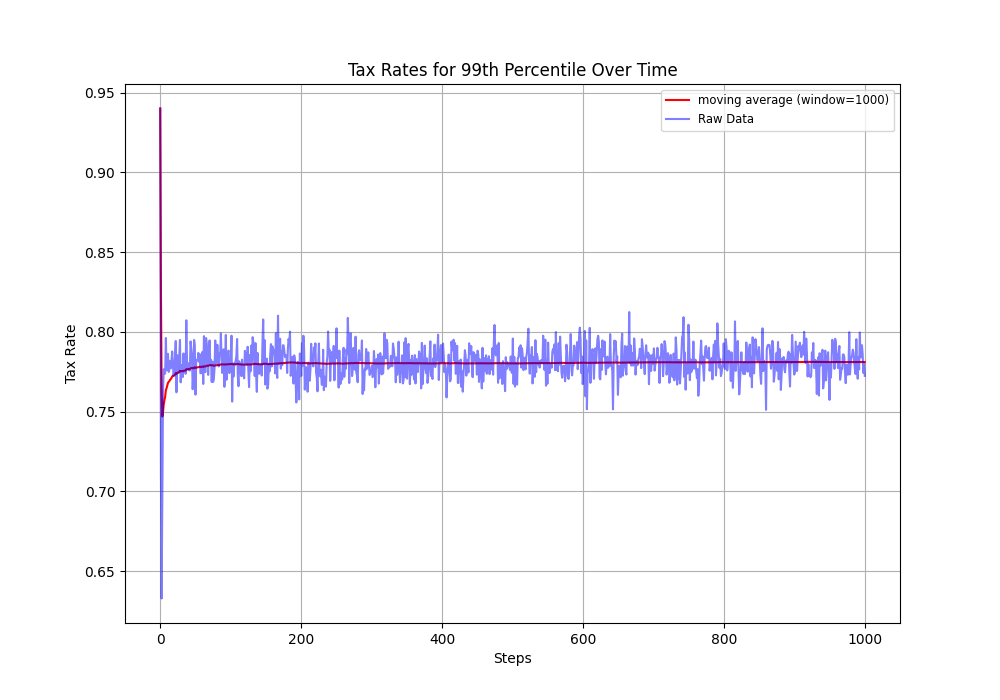 Tax Rates for 99th Percentile Over Time
moving average (window=1000)
Raw Data
0.95
0.90
0.85
0.80
0.75
0.70
0.65
Tax Rate
0 200 400 600 800 1000
Steps